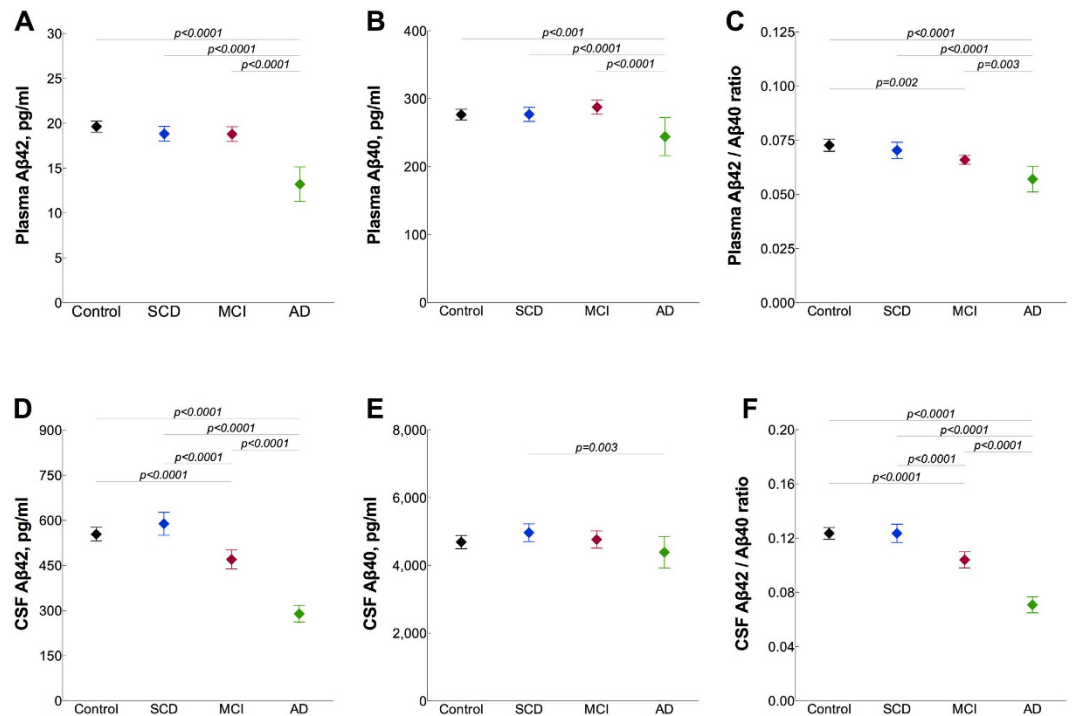 A
p<0.0001
p<0.0001
p<0.0001
Plasma Aβ42, pg/ml
30
25
20
15
10
5
0
Control SCD MCI AD
B
p<0.001
p<0.0001
p<0.0001
Plasma Aβ40, pg/ml
400
300
200
100
0
Control SCD MCI AD
C
p<0.0001
p<0.0001
p=0.003
p=0.002
Plasma Aβ42 / Aβ40 ratio
0.125
0.100
0.075
0.050
0.025
0.000
Control SCD MCI AD
D
p<0.0001
p<0.0001
p<0.0001
p<0.0001
p<0.0001
CSF Aβ42, pg/ml
900
750
600
450
300
150
0
Control SCD MCI AD
E
p=0.003
CSF Aβ40, pg/ml
8,000
6,000
4,000
2,000
0
Control SCD MCI AD
F
p<0.0001
p<0.0001
p<0.0001
p<0.0001
p<0.0001
CSF Aβ42 / Aβ40 ratio
0.20
0.16
0.12
0.08
0.04
0.00
Control SCD MCI AD